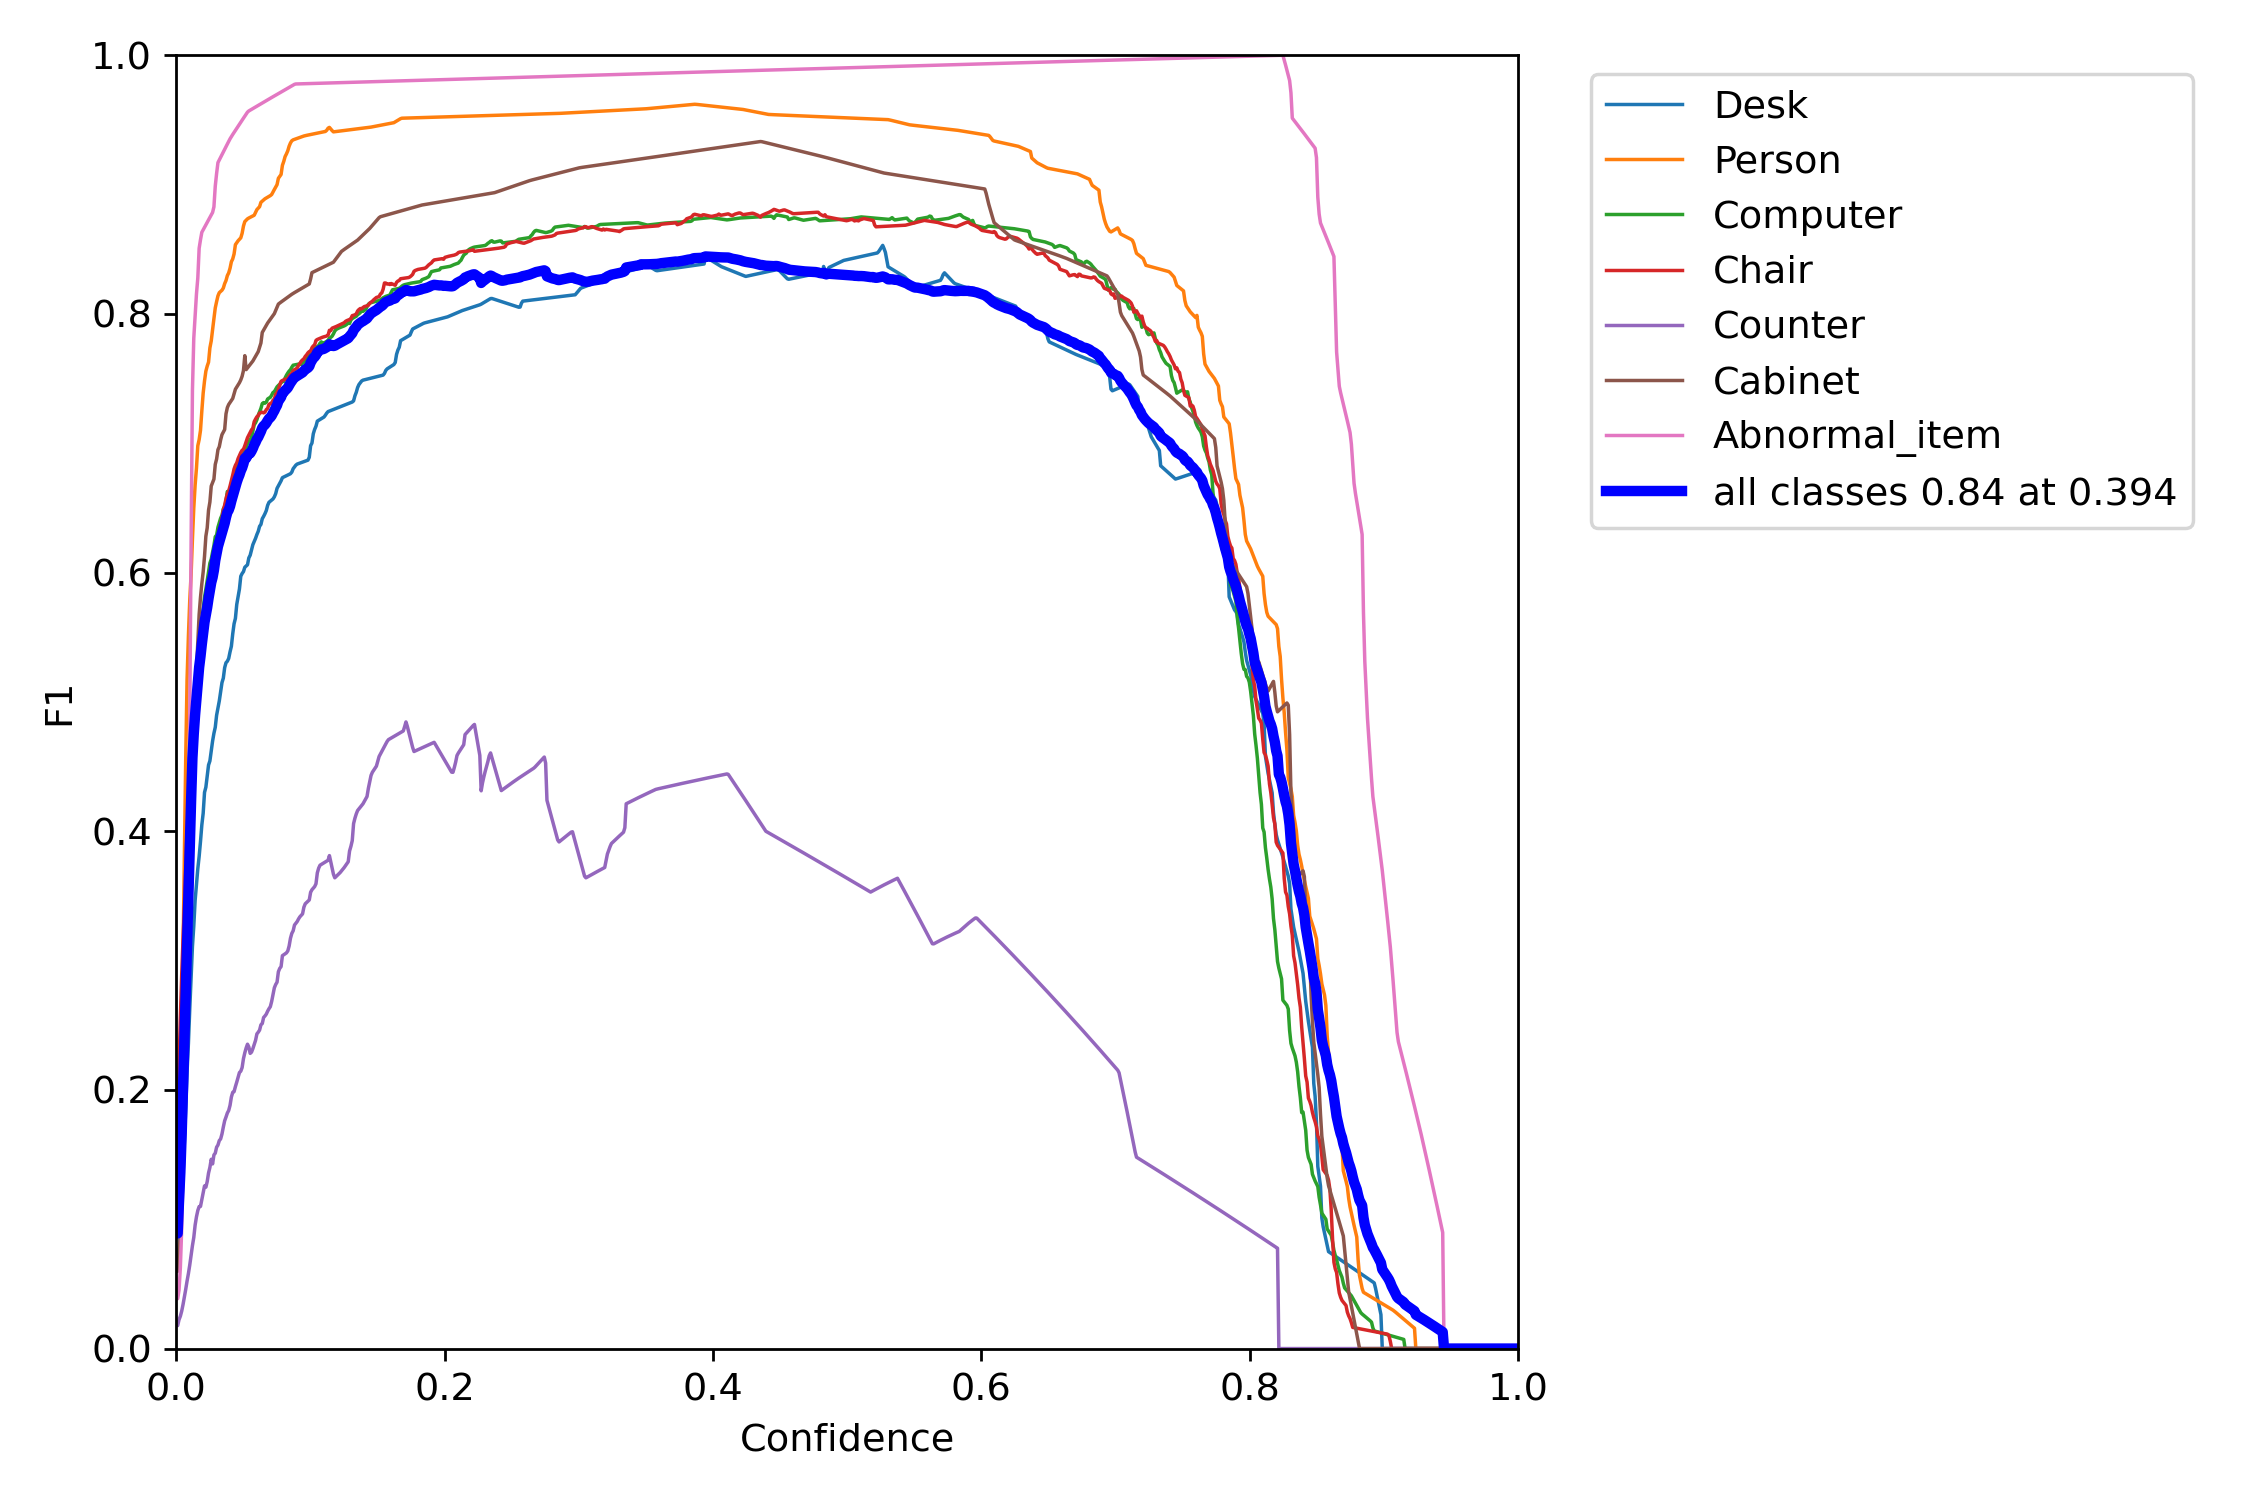 1.0
0.8
0.6
0.4
0.2
0.0
F1
0.0 0.2 0.4 0.6 0.8 1.0
Confidence
Desk
Person
Computer
Chair
Counter
Cabinet
Abnormal_item
all classes 0.84 at 0.394